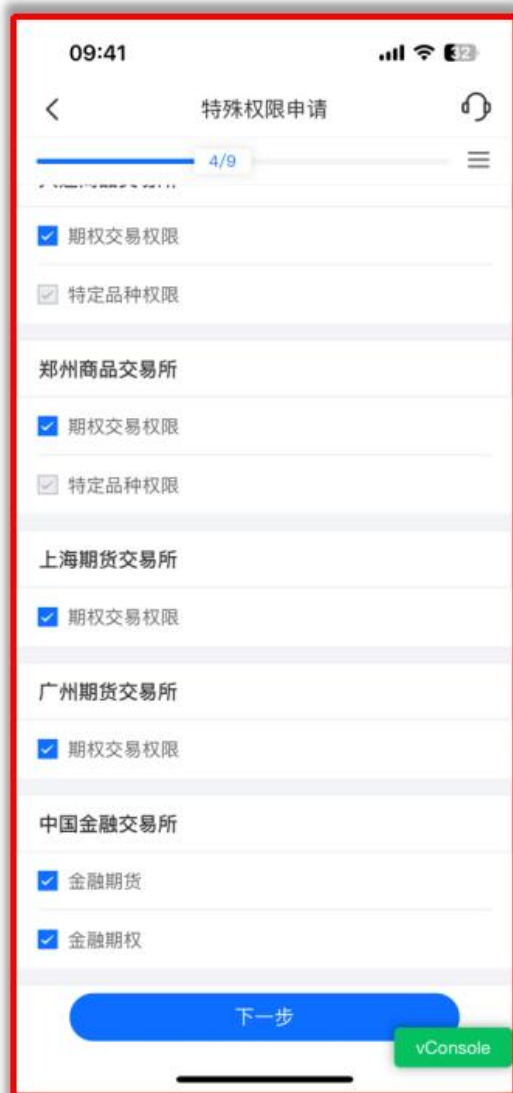 09:41
32
特殊权限申请
4/9
期权交易权限
特定品种权限
郑州商品交易所
期权交易权限
特定品种权限
上海期货交易所
期权交易权限
广州期货交易所
期权交易权限
中国金融交易所
金融期货
金融期权
下一步
vConsole